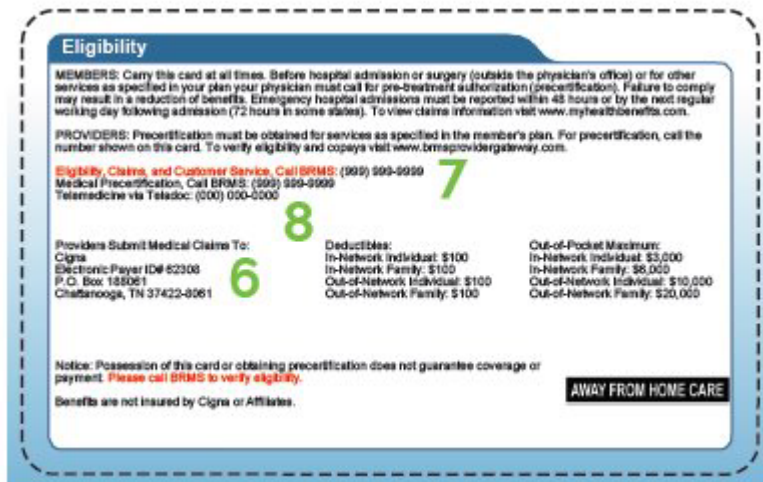 Eligibility
MEMBERS: Carry this card at all times. Before hospital admission or surgery (outside the physician's office) or for other
services as specified in your plan your physician must call for pre-treatment authorization (precertification). Failure to comply
may result in a reduction of benefits. Emergency hospital admissions must be reported within 48 hours or by the next regular
working day following admission (72 hours in some states). To view claims information visit www.myhealthbenefits.com.
PROVIDERS: Precertification must be obtained for services as specified in the member's plan. For precertification, call the
number shown on this card. To verify eligibility and copays visit www.brmsprovidergateway.com.
Eligibility, Claims, and Customer Service, Call BRMS: (999) 999-9999
Medical Precertification, Call BRMS: (999) 999-9999
Telemedicine via Teladoc: (000) 000-0000
7
8
Providers Submit Medical Claims To:
Cigna
Electronic Payer ID# 62308
P.O. Box 188061
Chattanooga, TN 37422-8061
6
Deductibles:
In-Network Individual: $100
In-Network Family: $100
Out-of-Network Individual: $100
Out-of-Network Family: $100
Out-of-Pocket Maximum:
In-Network Individual: $3,000
In-Network Family: $6,000
Out-of-Network Individual: $10,000
Out-of-Network Family: $20,000
Notice: Possession of this card or obtaining precertification does not guarantee coverage or
payment. Please call BRMS to verify eligibility.
Benefits are not insured by Cigna or Affiliates.
AWAY FROM HOME CARE